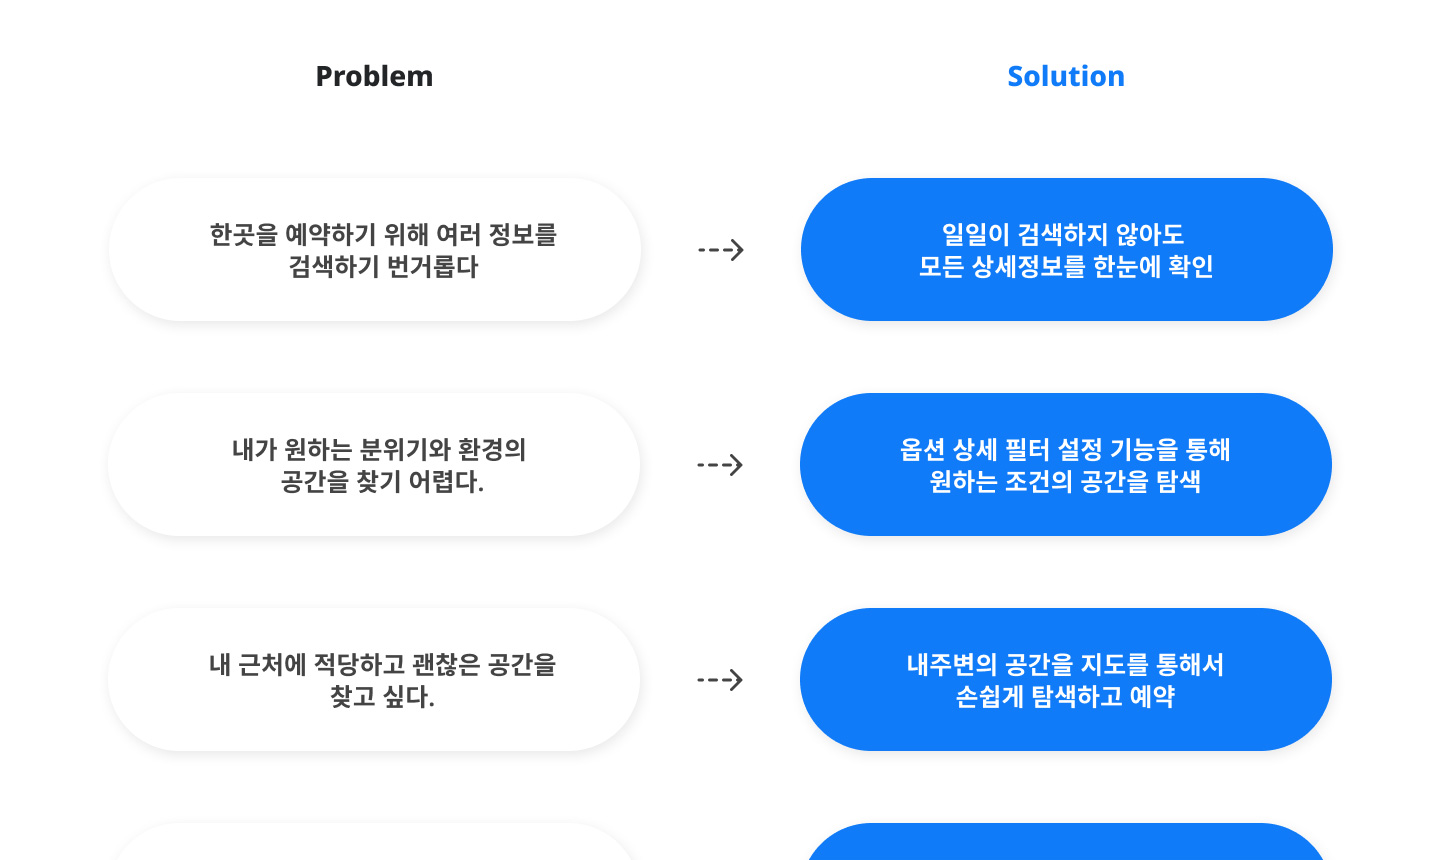 Problem
Solution
한곳을 예약하기 위해 여러 정보를
검색하기 번거롭다
일일이 검색하지 않아도
모든 상세정보를 한눈에 확인
내가 원하는 분위기와 환경의
공간을 찾기 어렵다.
옵션 상세 필터 설정 기능을 통해
원하는 조건의 공간을 탐색
내 근처에 적당하고 괜찮은 공간을
찾고 싶다.
내주변의 공간을 지도를 통해서
손쉽게 탐색하고 예약